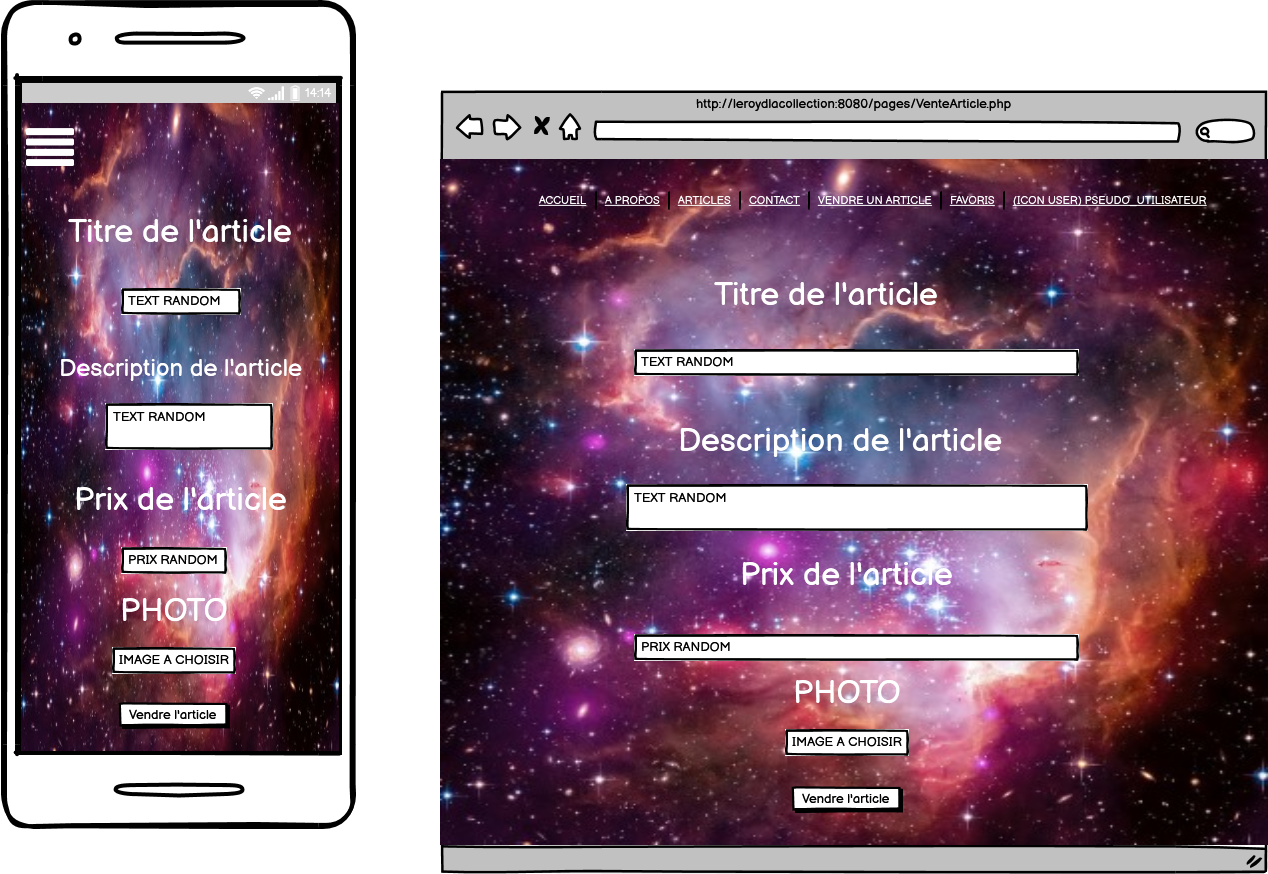 14:14
Titre de l'article
TEXT RANDOM
Description de l'article
TEXT RANDOM
Prix de l'article
PRIX RANDOM
PHOTO
IMAGE A CHOISIR
Vendre l'article
http://leroydlacollection:8080/pages/VenteArticle.php
ACCUEIL A PROPOS ARTICLES CONTACT VENDRE UN ARTICLE FAVORIS (ICON USER) PSEUDO_UTILISATEUR
Titre de l'article
TEXT RANDOM
Description de l'article
TEXT RANDOM
Prix de l'article
PRIX RANDOM
PHOTO
IMAGE A CHOISIR
Vendre l'article